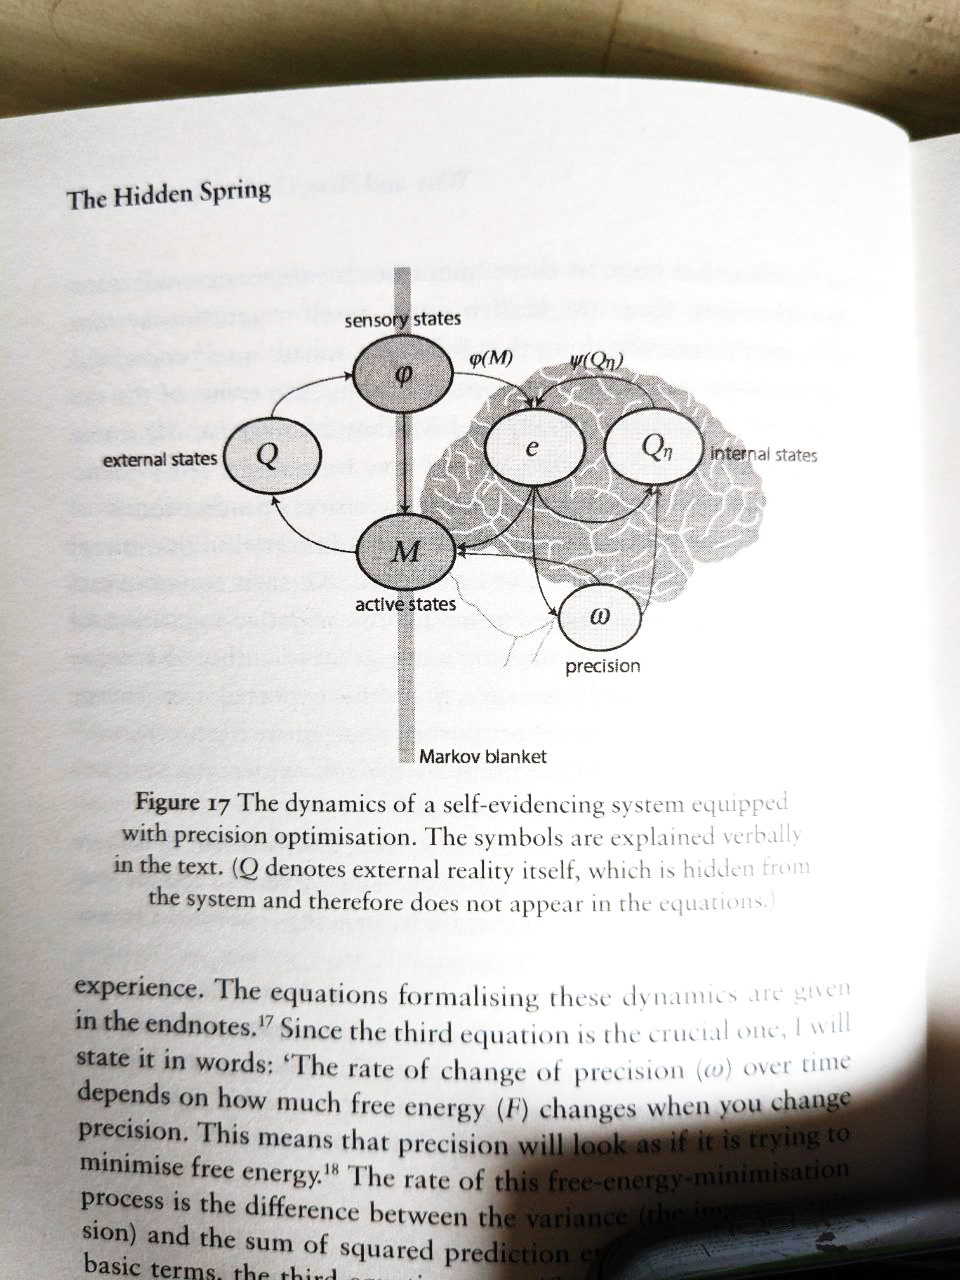 The Hidden Spring
sensory states
φ
φ(M)
ψ(Qη)
external states
Q
e
Qη
internal states
M
active states
ω
precision
Markov blanket
Figure 17 The dynamics of a self-evidencing system equipped
with precision optimisation. The symbols are explained verbally
in the text. (Q denotes external reality itself, which is hidden from
the system and therefore does not appear in the equations.)
experience. The equations formalising these dynamics are given
in the endnotes.17 Since the third equation is the crucial one, I will
state it in words: ‘The rate of change of precision (ω) over time
depends on how much free energy (F) changes when you change
precision. This means that precision will look as if it is trying to
minimise free energy.18 The rate of this free-energy-minimisation
process is the difference between the variance (the
sion) and the sum of squared prediction
basic terms, the third